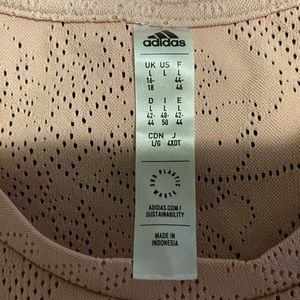 adidas
UK US F
L L L
16- 44-
18 46
D I E
L L L
42- 48- 42-
44 50 44
CDN J
L/G 4XOT
END PLASTIC WASTE
ADIDAS.COM/
SUSTAINABILITY
MADE IN
INDONESIA